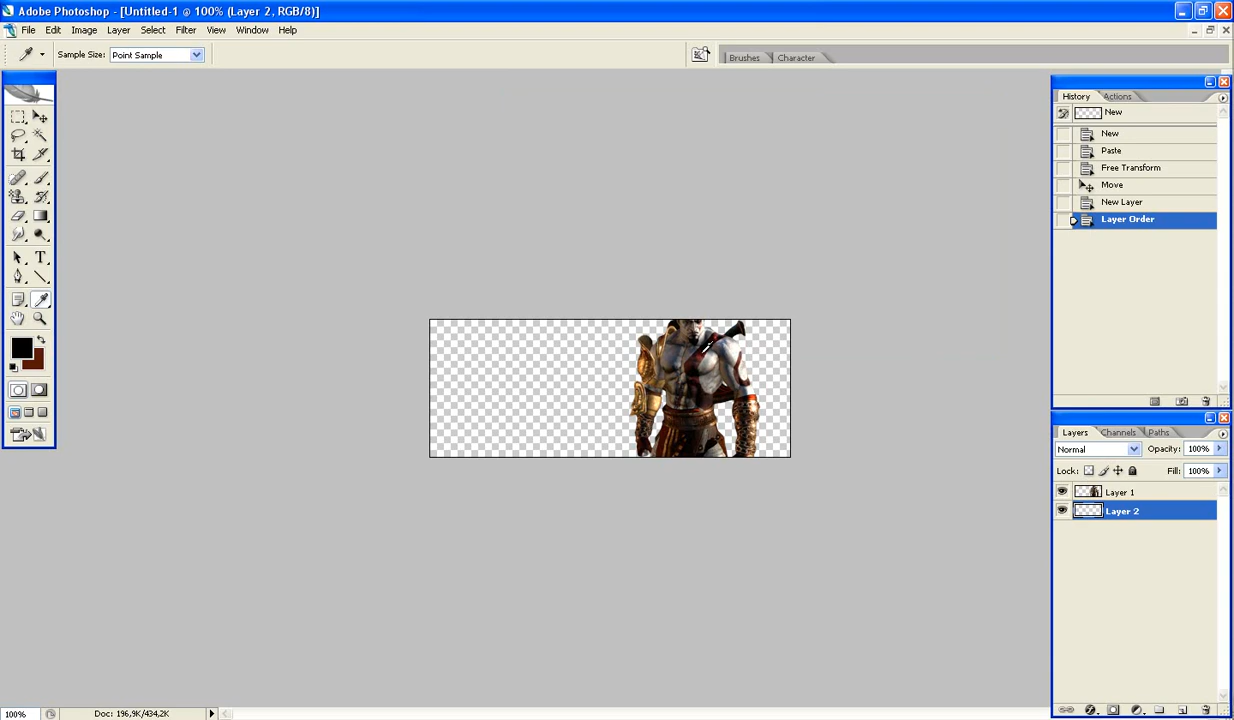 Adobe Photoshop - [Untitled-1 @ 100% (Layer 2, RGB/8)]
File Edit Image Layer Select Filter View Window Help
Sample Size: Point Sample
Brushes Character
History Actions
New
New
Paste
Free Transform
Move
New Layer
Layer Order
T
Layers Channels Paths
Normal Opacity: 100%
Lock: Fill: 100%
Layer 1
Layer 2
100% Doc: 196,9K/434,2K